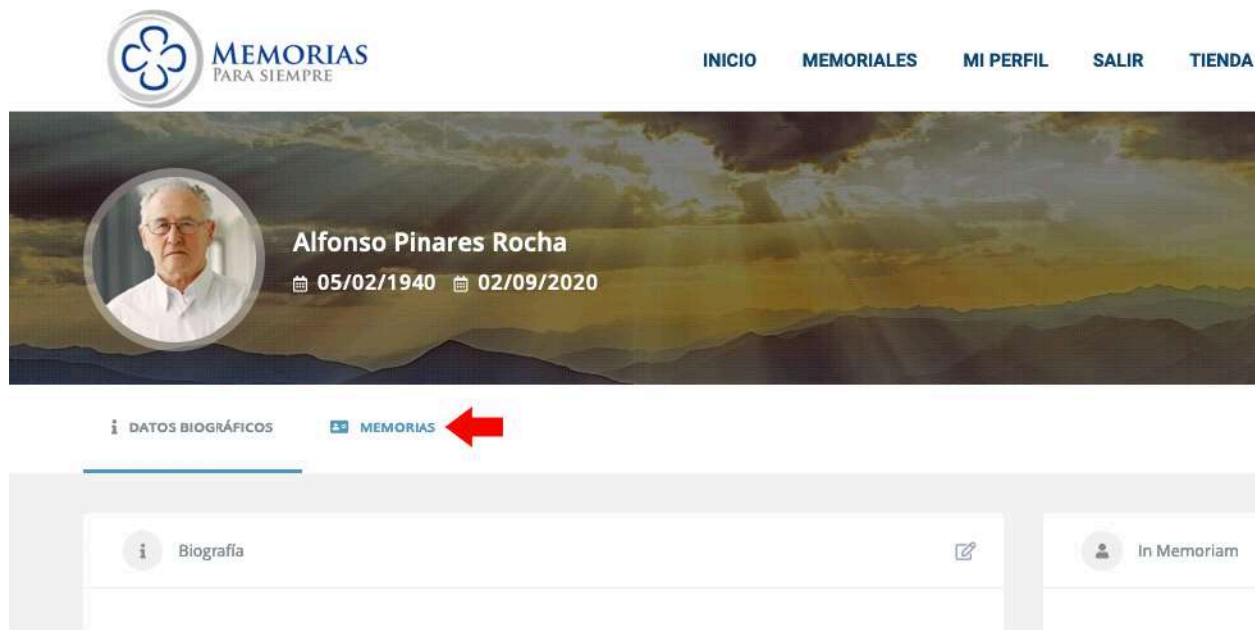 MEMORIAS
PARA SIEMPRE
INICIO MEMORIALES MI PERFIL SALIR TIENDA
Alfonso Pinares Rocha
05/02/1940 02/09/2020
DATOS BIOGRÁFICOS MEMORIAS
Biografía
In Memoriam